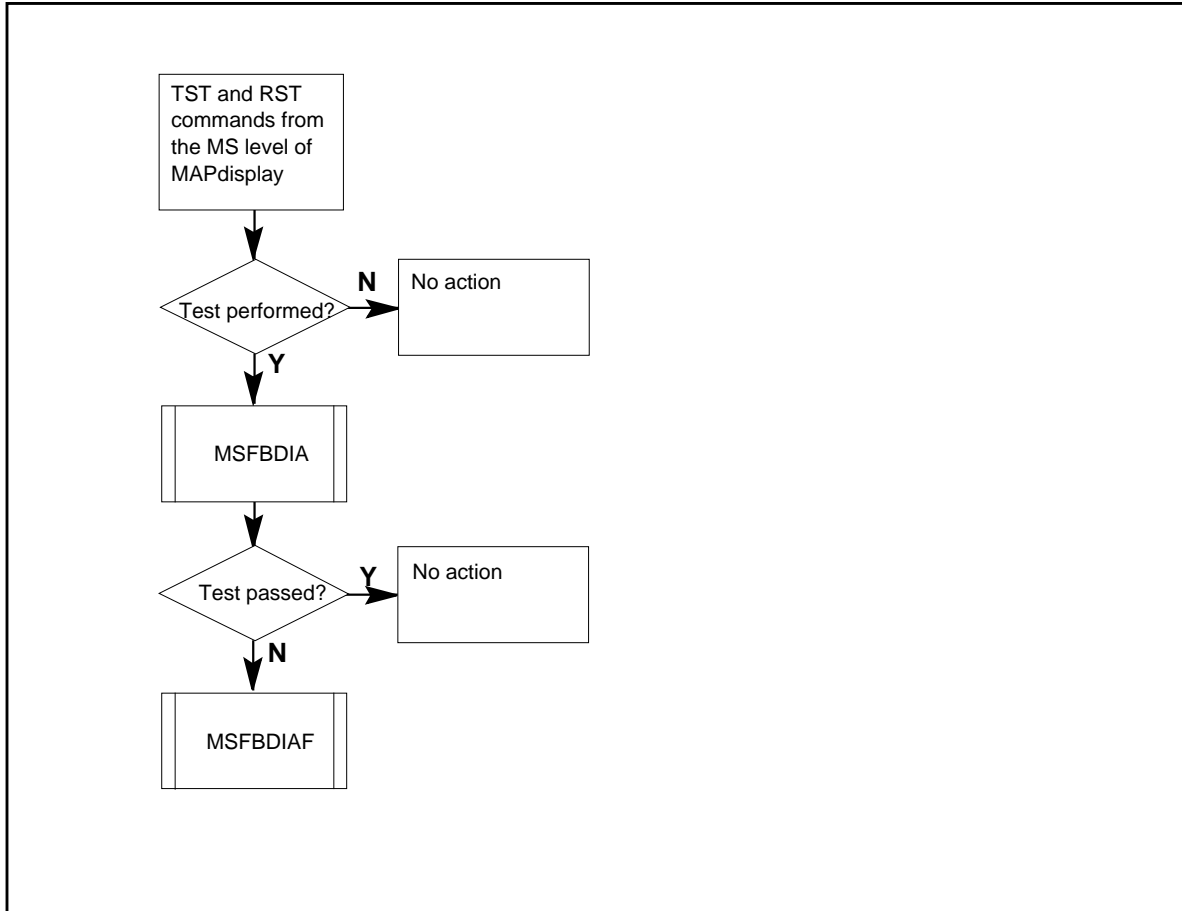 TST and RST
commands from
the MS level of
MAPdisplay
Test performed?
N
No action
Y
MSFBDIA
Test passed?
Y
No action
N
MSFBDIAF